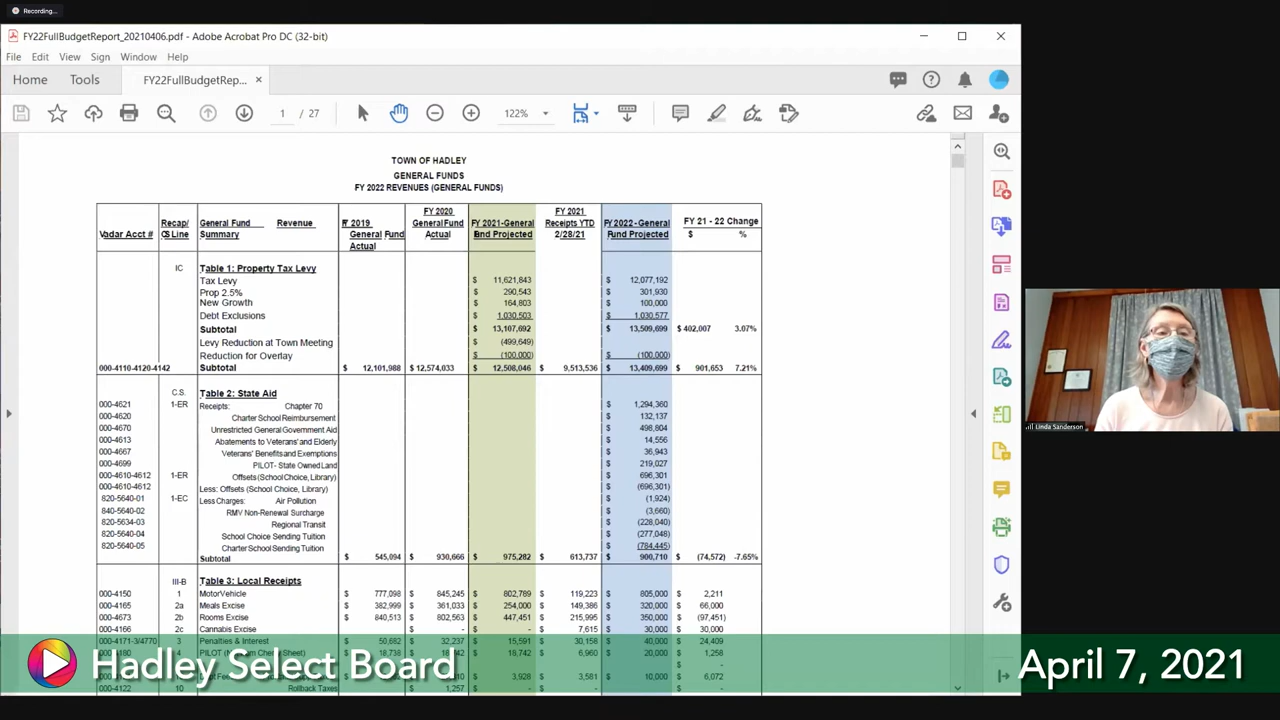 Recording...
FY22FullBudgetReport_20210406.pdf - Adobe Acrobat Pro DC (32-bit)
File Edit View Sign Window Help
Home Tools FY22FullBudgetRep... ×
1 / 27 122%
TOWN OF HADLEY
GENERAL FUNDS
FY 2022 REVENUES (GENERAL FUNDS)
Vadar Acct # Recap/ CS Line General Fund Revenue Summary FY 2019 General Fund Actual FY 2020 General Fund Actual FY 2021-General Fund Projected FY 2021 Receipts YTD 2/28/21 FY 2022-General Fund Projected FY 21 - 22 Change $ %
IC Table 1: Property Tax Levy
Tax Levy $ 11,621,843 $ 12,077,192
Prop 2.5% $ 290,543 $ 301,930
New Growth $ 164,803 $ 100,000
Debt Exclusions $ 1,030,503 $ 1,030,577
Subtotal $ 13,107,692 $ 13,509,699 $ 402,007 3.07%
Levy Reduction at Town Meeting $ (499,649)
Reduction for Overlay $ (100,000) $ (100,000)
000-4110-4120-4142 Subtotal $ 12,101,988 $ 12,574,033 $ 12,508,046 $ 9,513,536 $ 13,409,699 $ 901,653 7.21%
C.S. Table 2: State Aid
000-4621 1-ER Receipts: Chapter 70 $ 1,294,360
000-4620 Charter School Reimbursement $ 132,137
000-4670 Unrestricted General Government Aid $ 498,804
000-4613 Abatements to Veterans' and Elderly $ 14,556
000-4667 Veterans' Benefits and Exemptions $ 36,943
000-4699 PILOT- State Owned Land $ 219,027
000-4610-4612 1-ER Offsets (School Choice, Library) $ 696,301
000-4610-4612 Less: Offsets (School Choice, Library) $ (696,301)
820-5640-01 1-EC Less Charges: Air Pollution $ (1,924)
840-5640-02 RMV Non-Renewal Surcharge $ (3,660)
820-5634-03 Regional Transit $ (228,040)
820-5640-04 School Choice Sending Tuition $ (277,048)
820-5640-05 Charter School Sending Tuition $ (784,445)
Subtotal $ 545,094 $ 930,666 $ 975,282 $ 613,737 $ 900,710 $ (74,572) -7.65%
III-B Table 3: Local Receipts
000-4150 1 Motor Vehicle $ 777,098 $ 845,245 $ 802,789 $ 119,223 $ 805,000 $ 2,211
000-4165 2a Meals Excise $ 382,999 $ 361,033 $ 254,000 $ 149,386 $ 320,000 $ 66,000
000-4673 2b Rooms Excise $ 840,513 $ 802,563 $ 447,451 $ 215,995 $ 350,000 $ (97,451)
000-4166 2c Cannabis Excise $ - $ - $ 7,615 $ 30,000 $ 30,000
000-4171-3/4770 3 Penalties & Interest $ 50,682 $ 32,237 $ 15,591 $ 30,158 $ 40,000 $ 24,409
4180 4 PILOT Sheet) $ 18,738 $ 18,742 $ 6,960 $ 20,000 $ 1,258
$ -
$ 3,928 $ 3,581 $ 10,000 $ 6,072
000-4122 10 Rollback Taxes $ 1,257 $ - $ - $ - $ -
Linda Sanderson
Hadley Select Board April 7, 2021